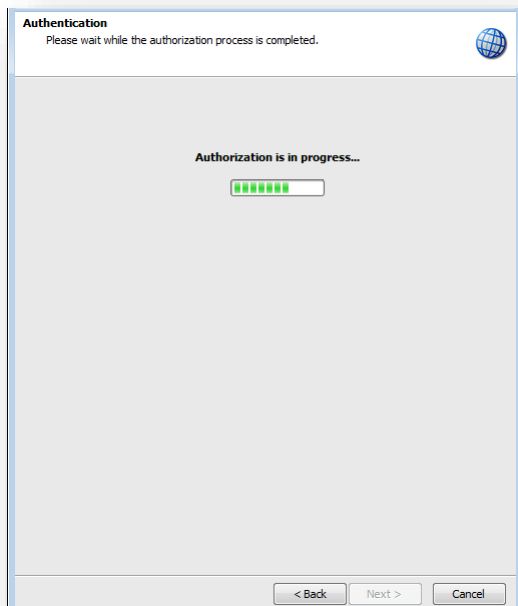 Authentication
Please wait while the authorization process is completed.
Authorization is in progress...
< Back Next > Cancel